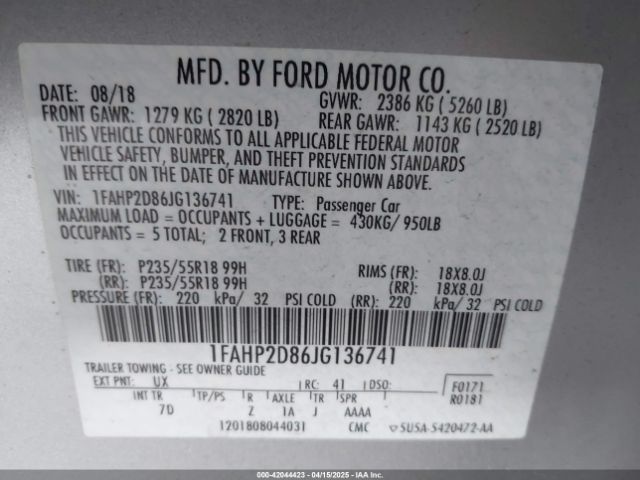 MFD. BY FORD MOTOR CO.
DATE: 08/18 GVWR: 2386 KG ( 5260 LB)
FRONT GAWR: 1279 KG ( 2820 LB) REAR GAWR: 1143 KG ( 2520 LB)
THIS VEHICLE CONFORMS TO ALL APPLICABLE FEDERAL MOTOR
VEHICLE SAFETY, BUMPER, AND THEFT PREVENTION STANDARDS
IN EFFECT ON THE DATE OF MANUFACTURE SHOWN ABOVE.
VIN: 1FAHP2D86JG136741 TYPE: Passenger Car
MAXIMUM LOAD = OCCUPANTS + LUGGAGE = 430KG/ 950LB
OCCUPANTS = 5 TOTAL; 2 FRONT, 3 REAR
TIRE (FR): P235/55R18 99H RIMS (FR): 18X8.0J
(RR): P235/55R18 99H (RR): 18X8.0J
PRESSURE (FR): 220 kPa/ 32 PSI COLD (RR): 220 kPa/ 32 PSI COLD
1FAHP2D86JG136741
TRAILER TOWING - SEE OWNER GUIDE
EXT PNT: UX RC: 41 DSO: F0171
INT TR TP/PS R AXLE TR SPR R0181
7D Z 1A J AAAA
1201808044031 CMC 5U5A-5420472-AA
000-42044423 - 04/15/2025 - IAAI.COM